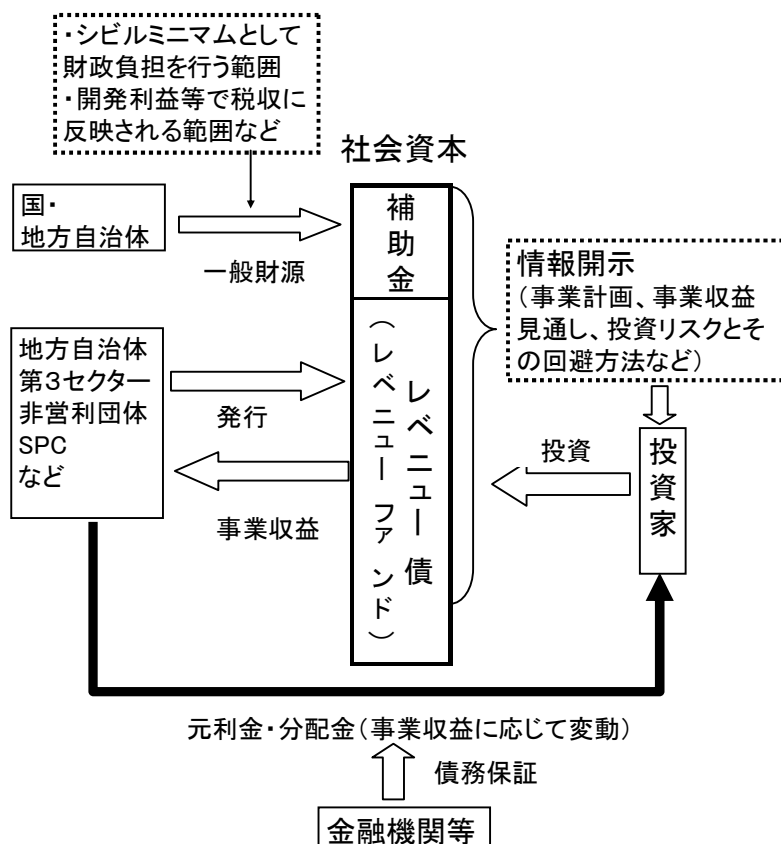 ・シビルミニマムとして
財政負担を行う範囲
・開発利益等で税収に
反映される範囲など
社会資本
国・
地方自治体
一般財源
補助金
情報開示
（事業計画、事業収益
見通し、投資リスクとそ
の回避方法など）
地方自治体
第3セクター
非営利団体
SPC
など
発行
事業収益
レベニュー債
（レベニューファンド）
投資
投資家
元利金・分配金（事業収益に応じて変動）
債務保証
金融機関等